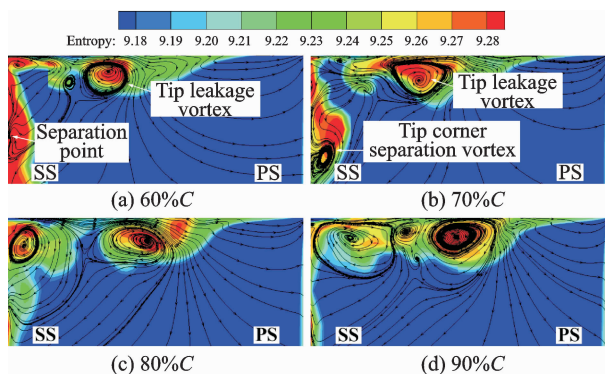 Entropy: 9.18 9.19 9.20 9.21 9.22 9.23 9.24 9.25 9.26 9.27 9.28
Tip leakage
vortex
Separation
point
SS
PS
(a) 60%C
Tip leakage
vortex
Tip corner
separation vortex
SS
PS
(b) 70%C
SS
PS
(c) 80%C
SS
PS
(d) 90%C